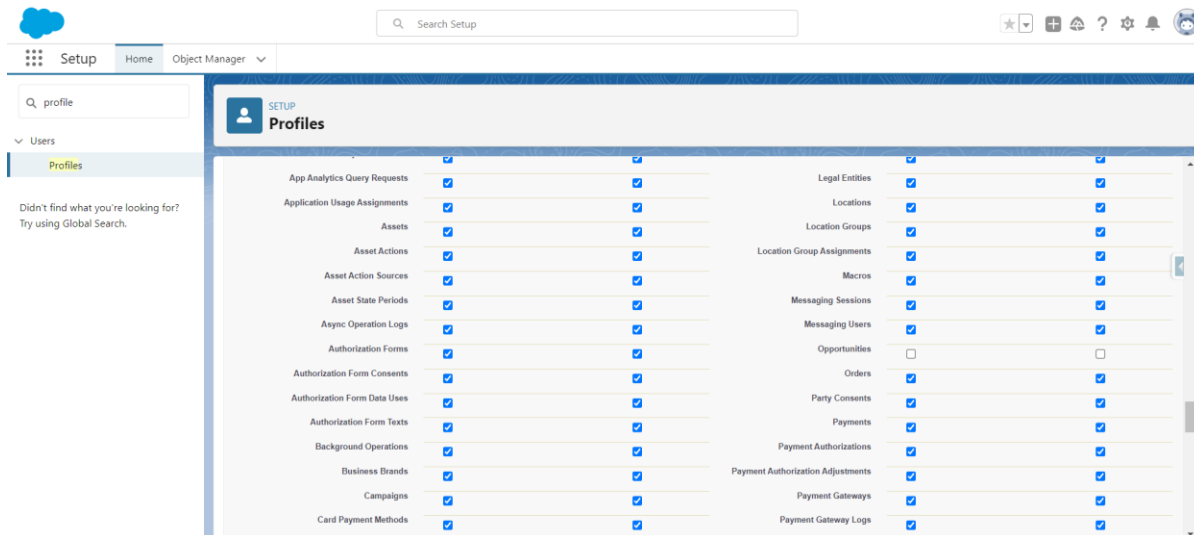 Search Setup
Setup
Home
Object Manager
profile
Users
Profiles
Didn't find what you're looking for?
Try using Global Search.
SETUP
Profiles
App Analytics Query Requests
Legal Entities
Application Usage Assignments
Locations
Assets
Location Groups
Asset Actions
Location Group Assignments
Asset Action Sources
Macros
Asset State Periods
Messaging Sessions
Async Operation Logs
Messaging Users
Authorization Forms
Opportunities
Authorization Form Consents
Orders
Authorization Form Data Uses
Party Consents
Authorization Form Texts
Payments
Background Operations
Payment Authorizations
Business Brands
Payment Authorization Adjustments
Campaigns
Payment Gateways
Card Payment Methods
Payment Gateway Logs